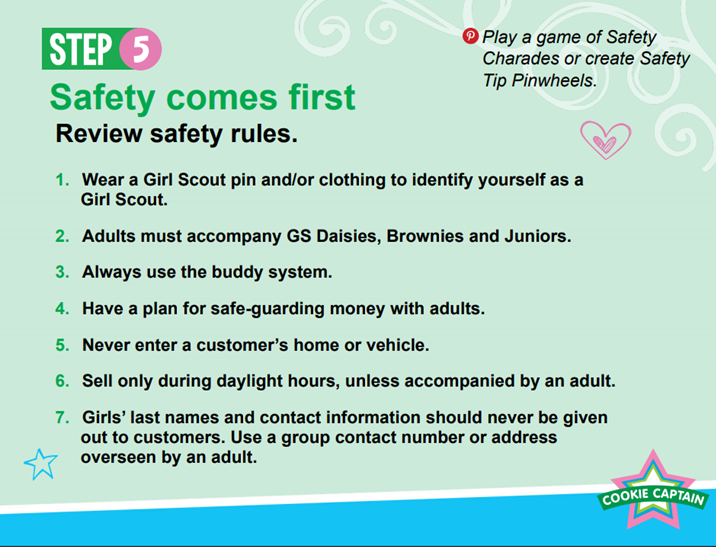 STEP 5
Play a game of Safety
Charades or create Safety
Tip Pinwheels.
Safety comes first
Review safety rules.
1. Wear a Girl Scout pin and/or clothing to identify yourself as a
Girl Scout.
2. Adults must accompany GS Daisies, Brownies and Juniors.
3. Always use the buddy system.
4. Have a plan for safe-guarding money with adults.
5. Never enter a customer's home or vehicle.
6. Sell only during daylight hours, unless accompanied by an adult.
7. Girls' last names and contact information should never be given
out to customers. Use a group contact number or address
overseen by an adult.
COOKIE CAPTAIN